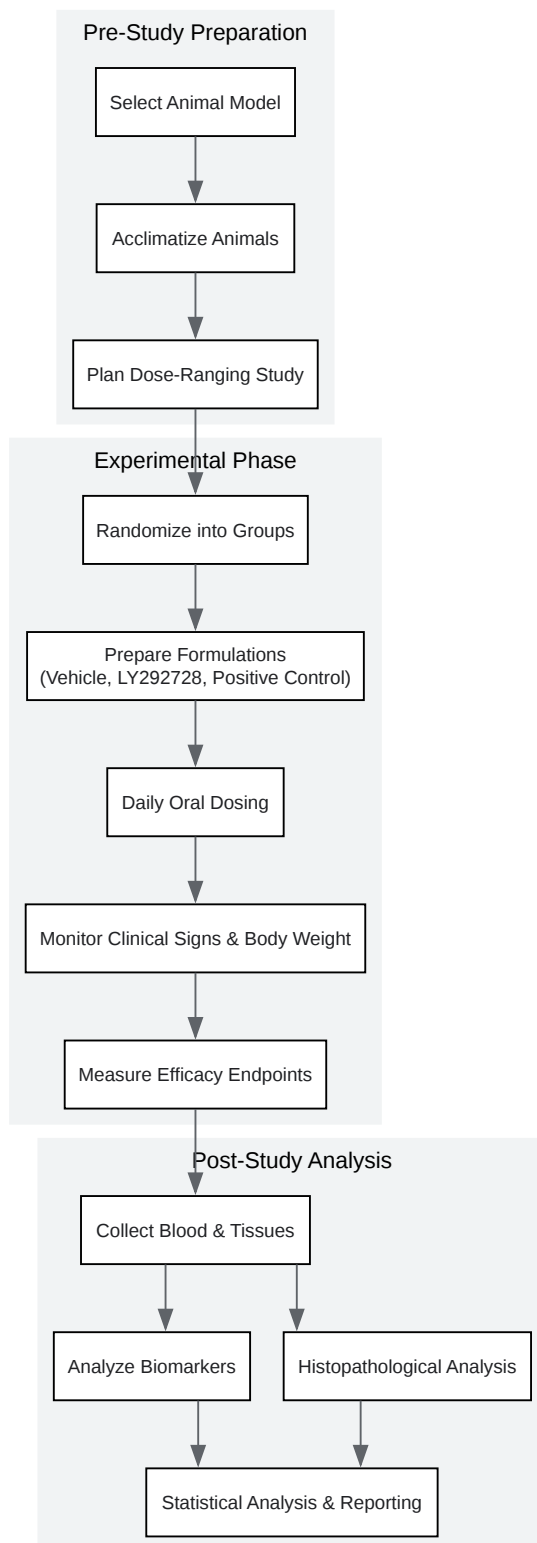 Pre-Study Preparation
Select Animal Model
Acclimatize Animals
Plan Dose-Ranging Study
Experimental Phase
Randomize into Groups
Prepare Formulations
(Vehicle, LY292728, Positive Control)
Daily Oral Dosing
Monitor Clinical Signs & Body Weight
Measure Efficacy Endpoints
Post-Study Analysis
Collect Blood & Tissues
Analyze Biomarkers
Histopathological Analysis
Statistical Analysis & Reporting